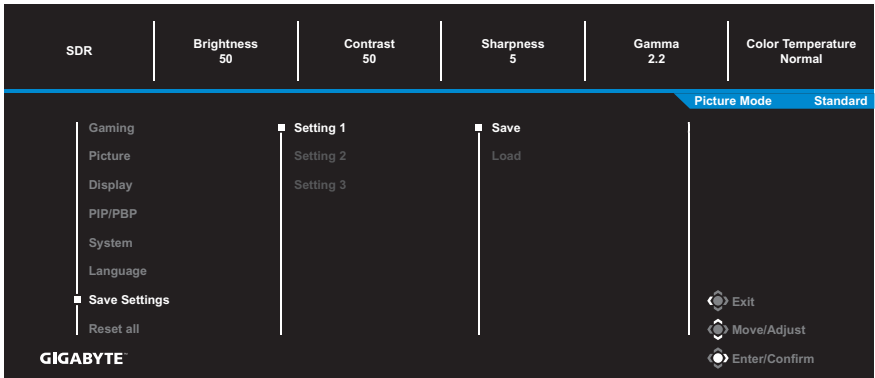 SDR
Brightness
50
Contrast
50
Sharpness
5
Gamma
2.2
Color Temperature
Normal
Picture Mode Standard
Gaming
Picture
Display
PIP/PBP
System
Language
Save Settings
Reset all
Setting 1
Setting 2
Setting 3
Save
Load
Exit
Move/Adjust
Enter/Confirm
GIGABYTE™